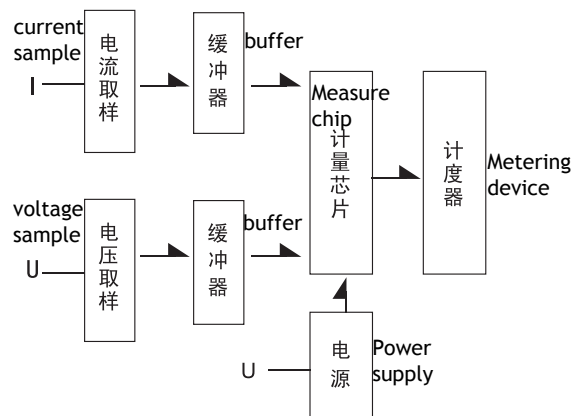 current
sample
I
电流取样
缓冲器
buffer
Measure
chip
计量芯片
计度器
Metering
device
voltage
sample
U
电压取样
缓冲器
buffer
U
电源
Power
supply